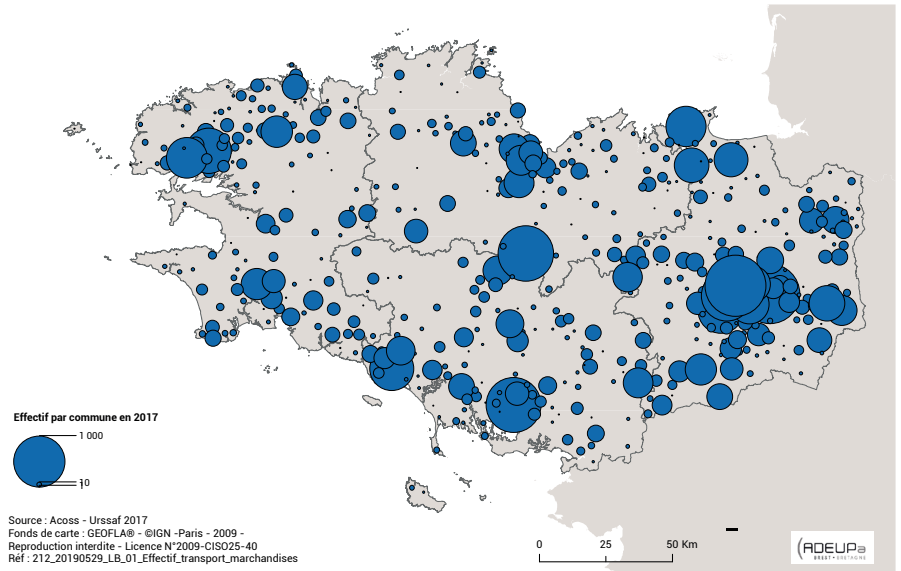 Effectif par commune en 2017
1 000
10
1
Source : Acoss - Urssaf 2017
Fonds de carte : GEOFLA® - ©IGN -Paris - 2009 -
Reproduction interdite - Licence N°2009-CISO25-40
Réf : 212_20190529_LB_01_Effectif_transport_marchandises
0 25 50 Km
ADEUPa
BREST • BRETAGNE